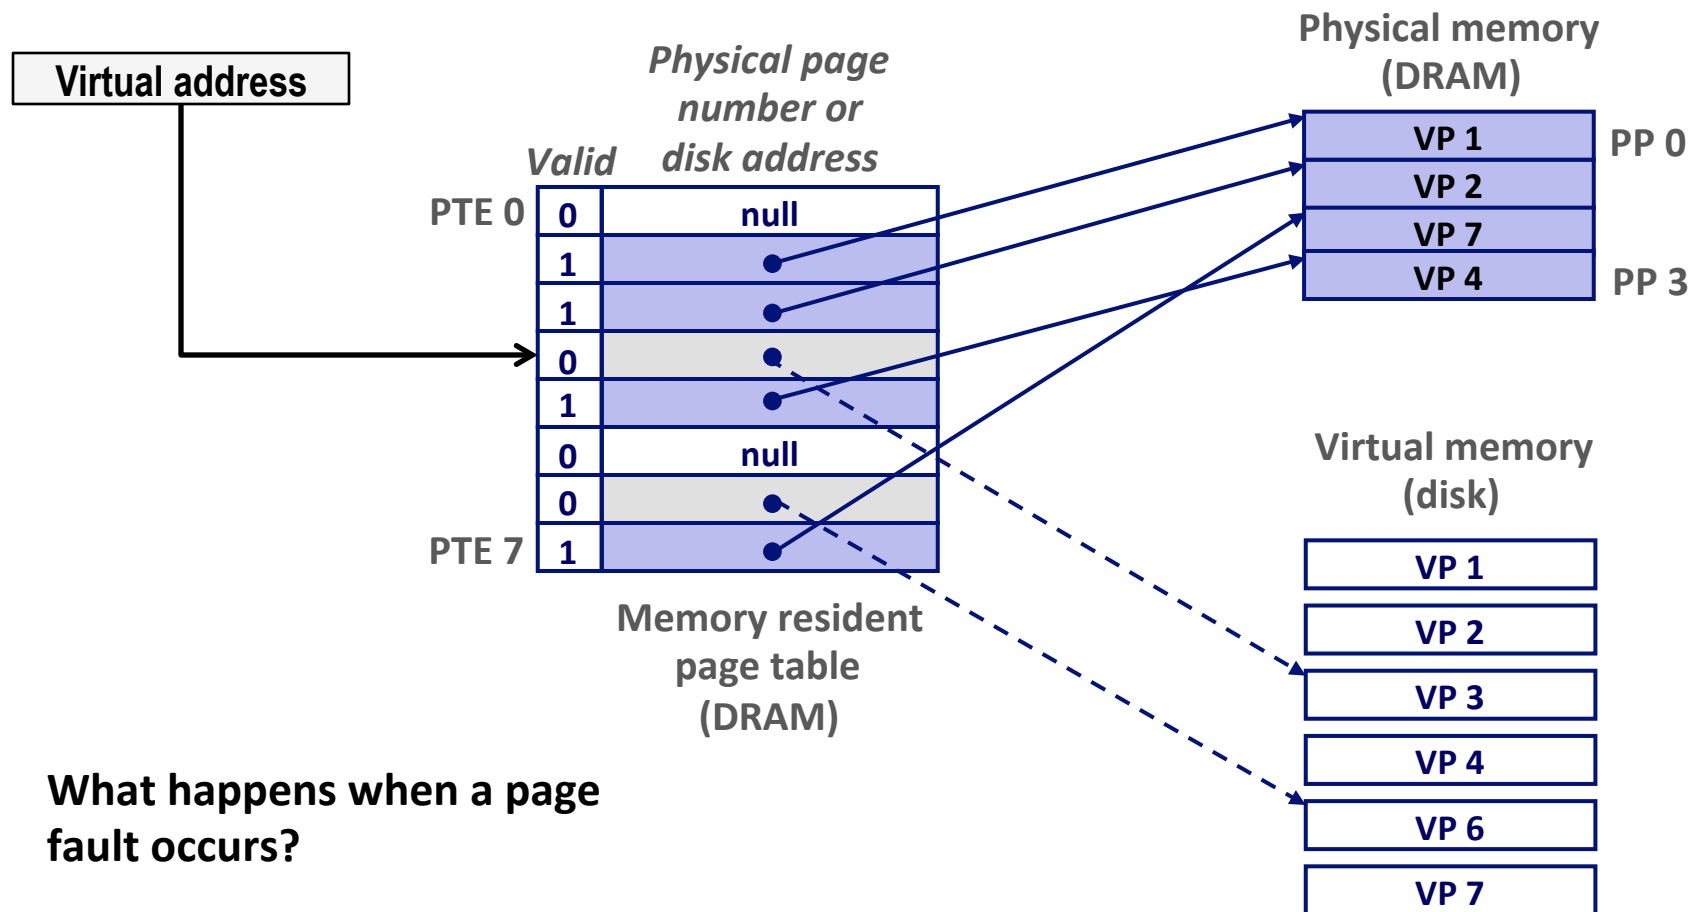 Virtual address
Physical page
number or
disk address
Valid
PTE 0
0 null
1
1
0
1
0 null
0
PTE 7 1
Memory resident
page table
(DRAM)
Physical memory
(DRAM)
VP 1 PP 0
VP 2
VP 7
VP 4 PP 3
Virtual memory
(disk)
VP 1
VP 2
VP 3
VP 4
VP 6
VP 7
What happens when a page
fault occurs?